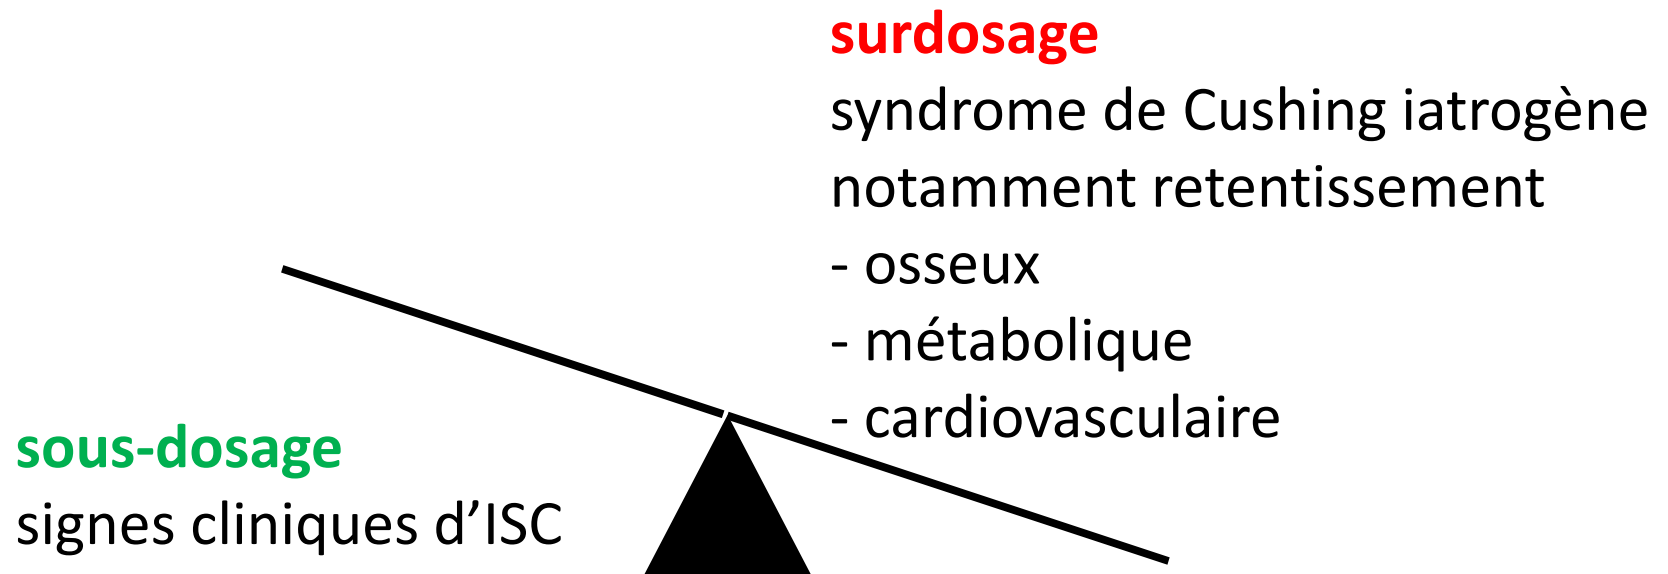 surdosage
syndrome de Cushing iatrogène
notamment retentissement
- osseux
- métabolique
- cardiovasculaire
sous-dosage
signes cliniques d’ISC